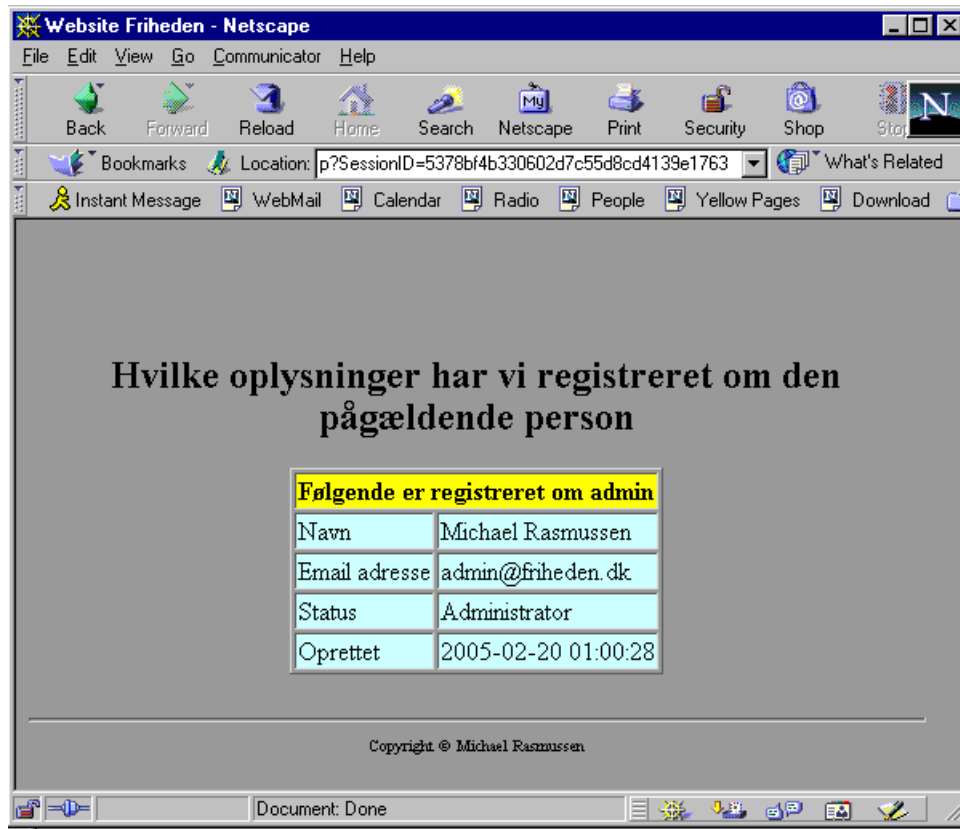 Website Friheden - Netscape
File Edit View Go Communicator Help
Back Forward Reload Home Search Netscape Print Security Shop Stop
My
N
Bookmarks Location: p?SessionID=5378bf4b330602d7c55d8cd4139e1763 What's Related
Instant Message WebMail Calendar Radio People Yellow Pages Download
Hvilke oplysninger har vi registreret om den
pågældende person
Følgende er registreret om admin
Navn Michael Rasmussen
Email adresse admin@friheden.dk
Status Administrator
Oprettet 2005-02-20 01:00:28
Copyright © Michael Rasmussen
Document: Done